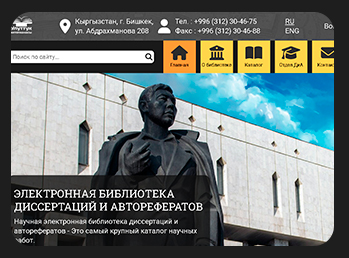 Кыргызстан, г. Бишкек,
ул. Абдрахманова 208
Тел. : +996 (312) 30-46-75
Факс : +996 (312) 30-46-88
RU
ENG
Поиск по сайту...
Главная
О библиотеке
Каталог
Отдел ДиА
ЭЛЕКТРОННАЯ БИБЛИОТЕКА
ДИССЕРТАЦИЙ И АВТОРЕФЕРАТОВ
Научная электронная библиотека диссертаций и
авторефератов - Это самый крупный каталог научных
работ.